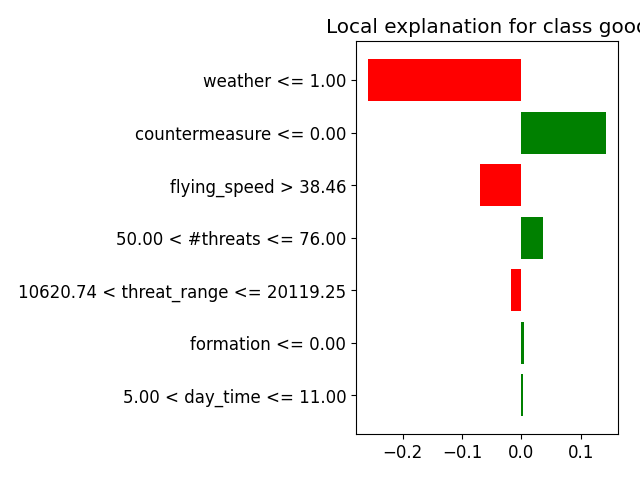 Local explanation for class good
weather <= 1.00
countermeasure <= 0.00
flying_speed > 38.46
50.00 < #threats <= 76.00
10620.74 < threat_range <= 20119.25
formation <= 0.00
5.00 < day_time <= 11.00
−0.2 −0.1 0.0 0.1